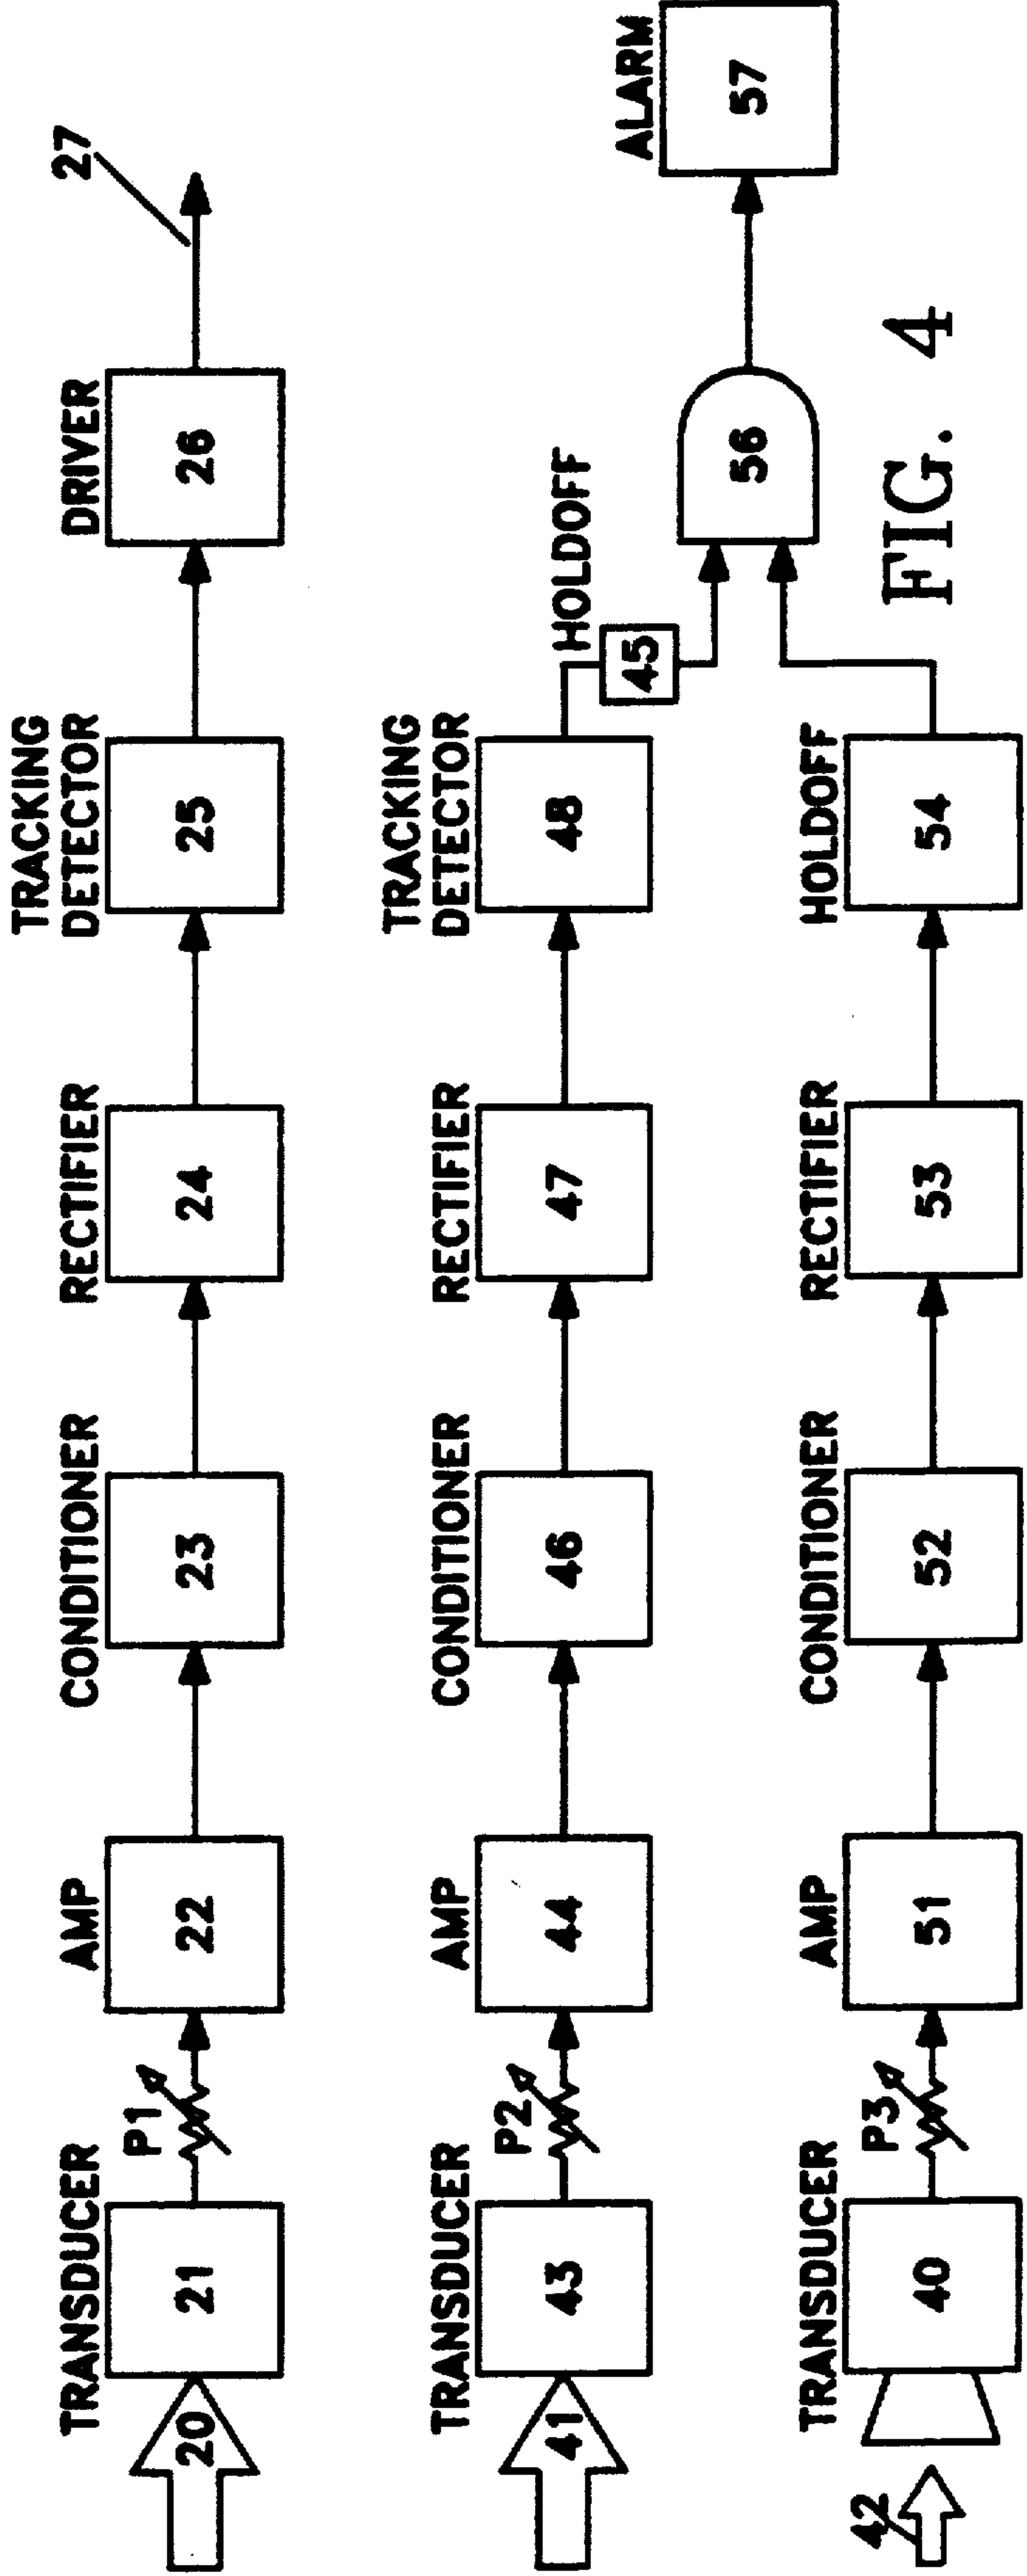 TRANSDUCER
AMP
CONDITIONER
RECTIFIER
TRACKING
DETECTOR
DRIVER
P1
27
20
21
22
23
24
25
26
TRANSDUCER
AMP
CONDITIONER
RECTIFIER
TRACKING
DETECTOR
HOLDOFF
ALARM
P2
41
43
44
46
47
48
45
56
57
TRANSDUCER
AMP
CONDITIONER
RECTIFIER
HOLDOFF
P3
42
40
51
52
53
54
FIG. 4